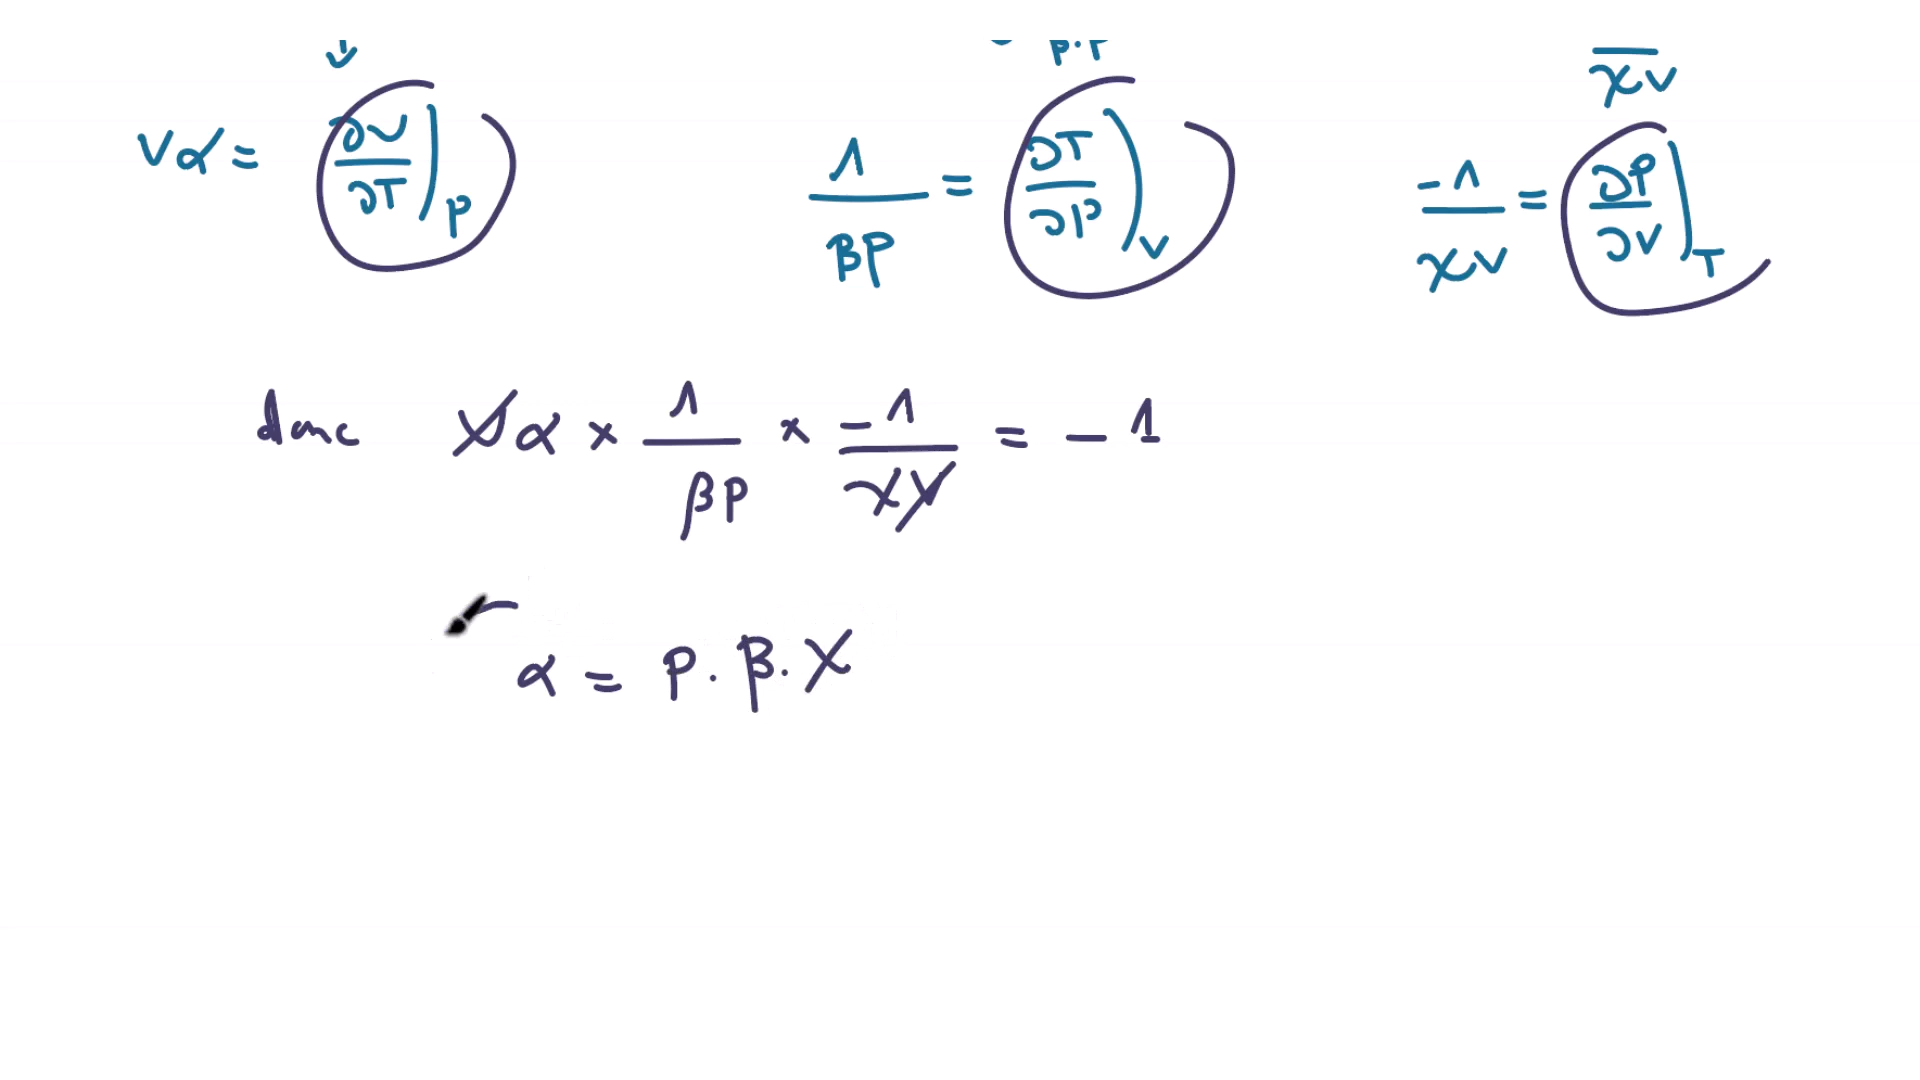 β.P
χV
Vα = ∂V/∂T)P    1/βP = ∂T/∂P)V    -1/χV = ∂P/∂V)T
donc Vα × 1/βP × -1/χV = -1
α = P.β.χ